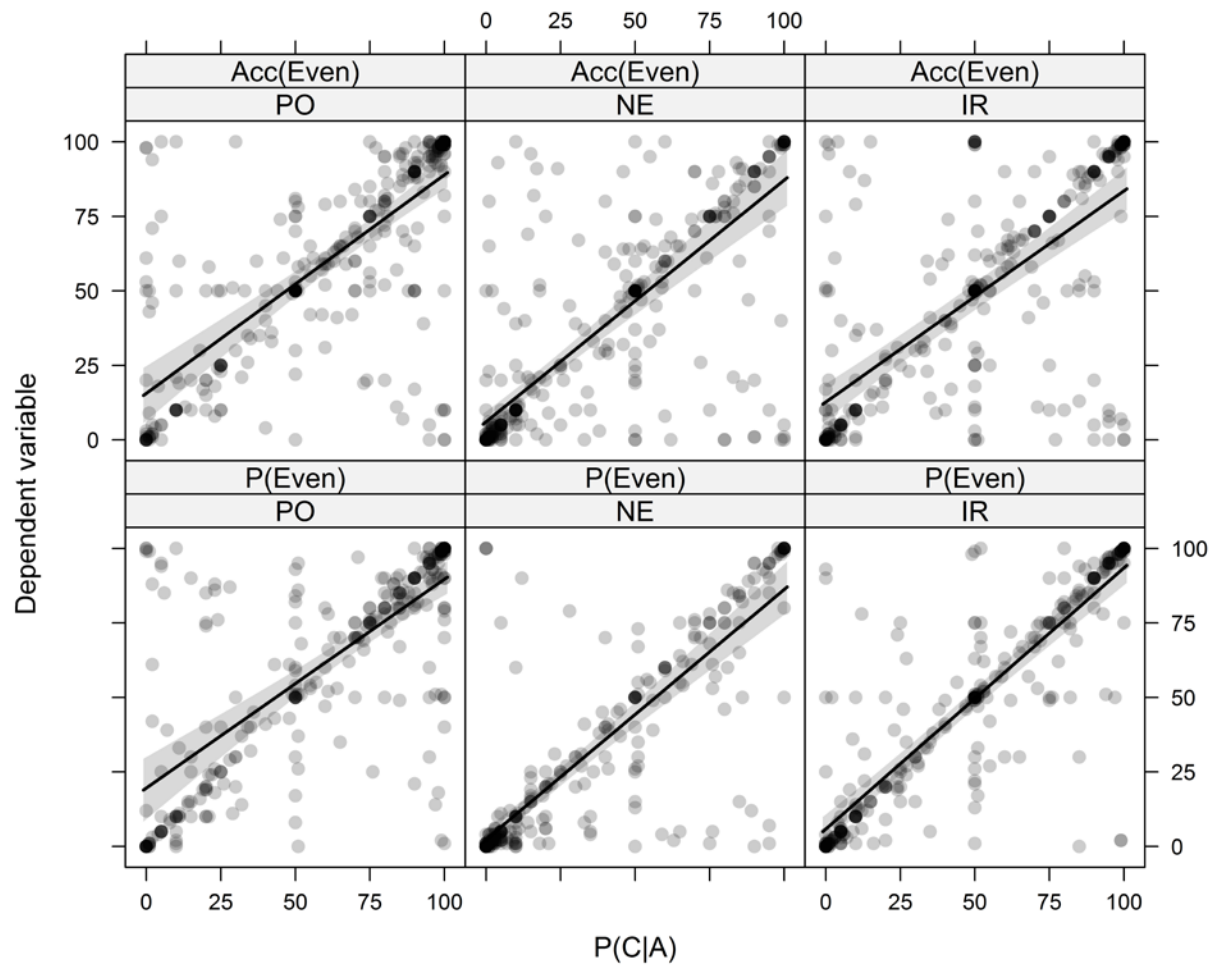 0 25 50 75 100
Acc(Even) Acc(Even) Acc(Even)
PO NE IR
100
75
50
25
0
P(Even) P(Even) P(Even)
PO NE IR
100
75
50
25
0
0 25 50 75 100 0 25 50 75 100
Dependent variable
P(C|A)